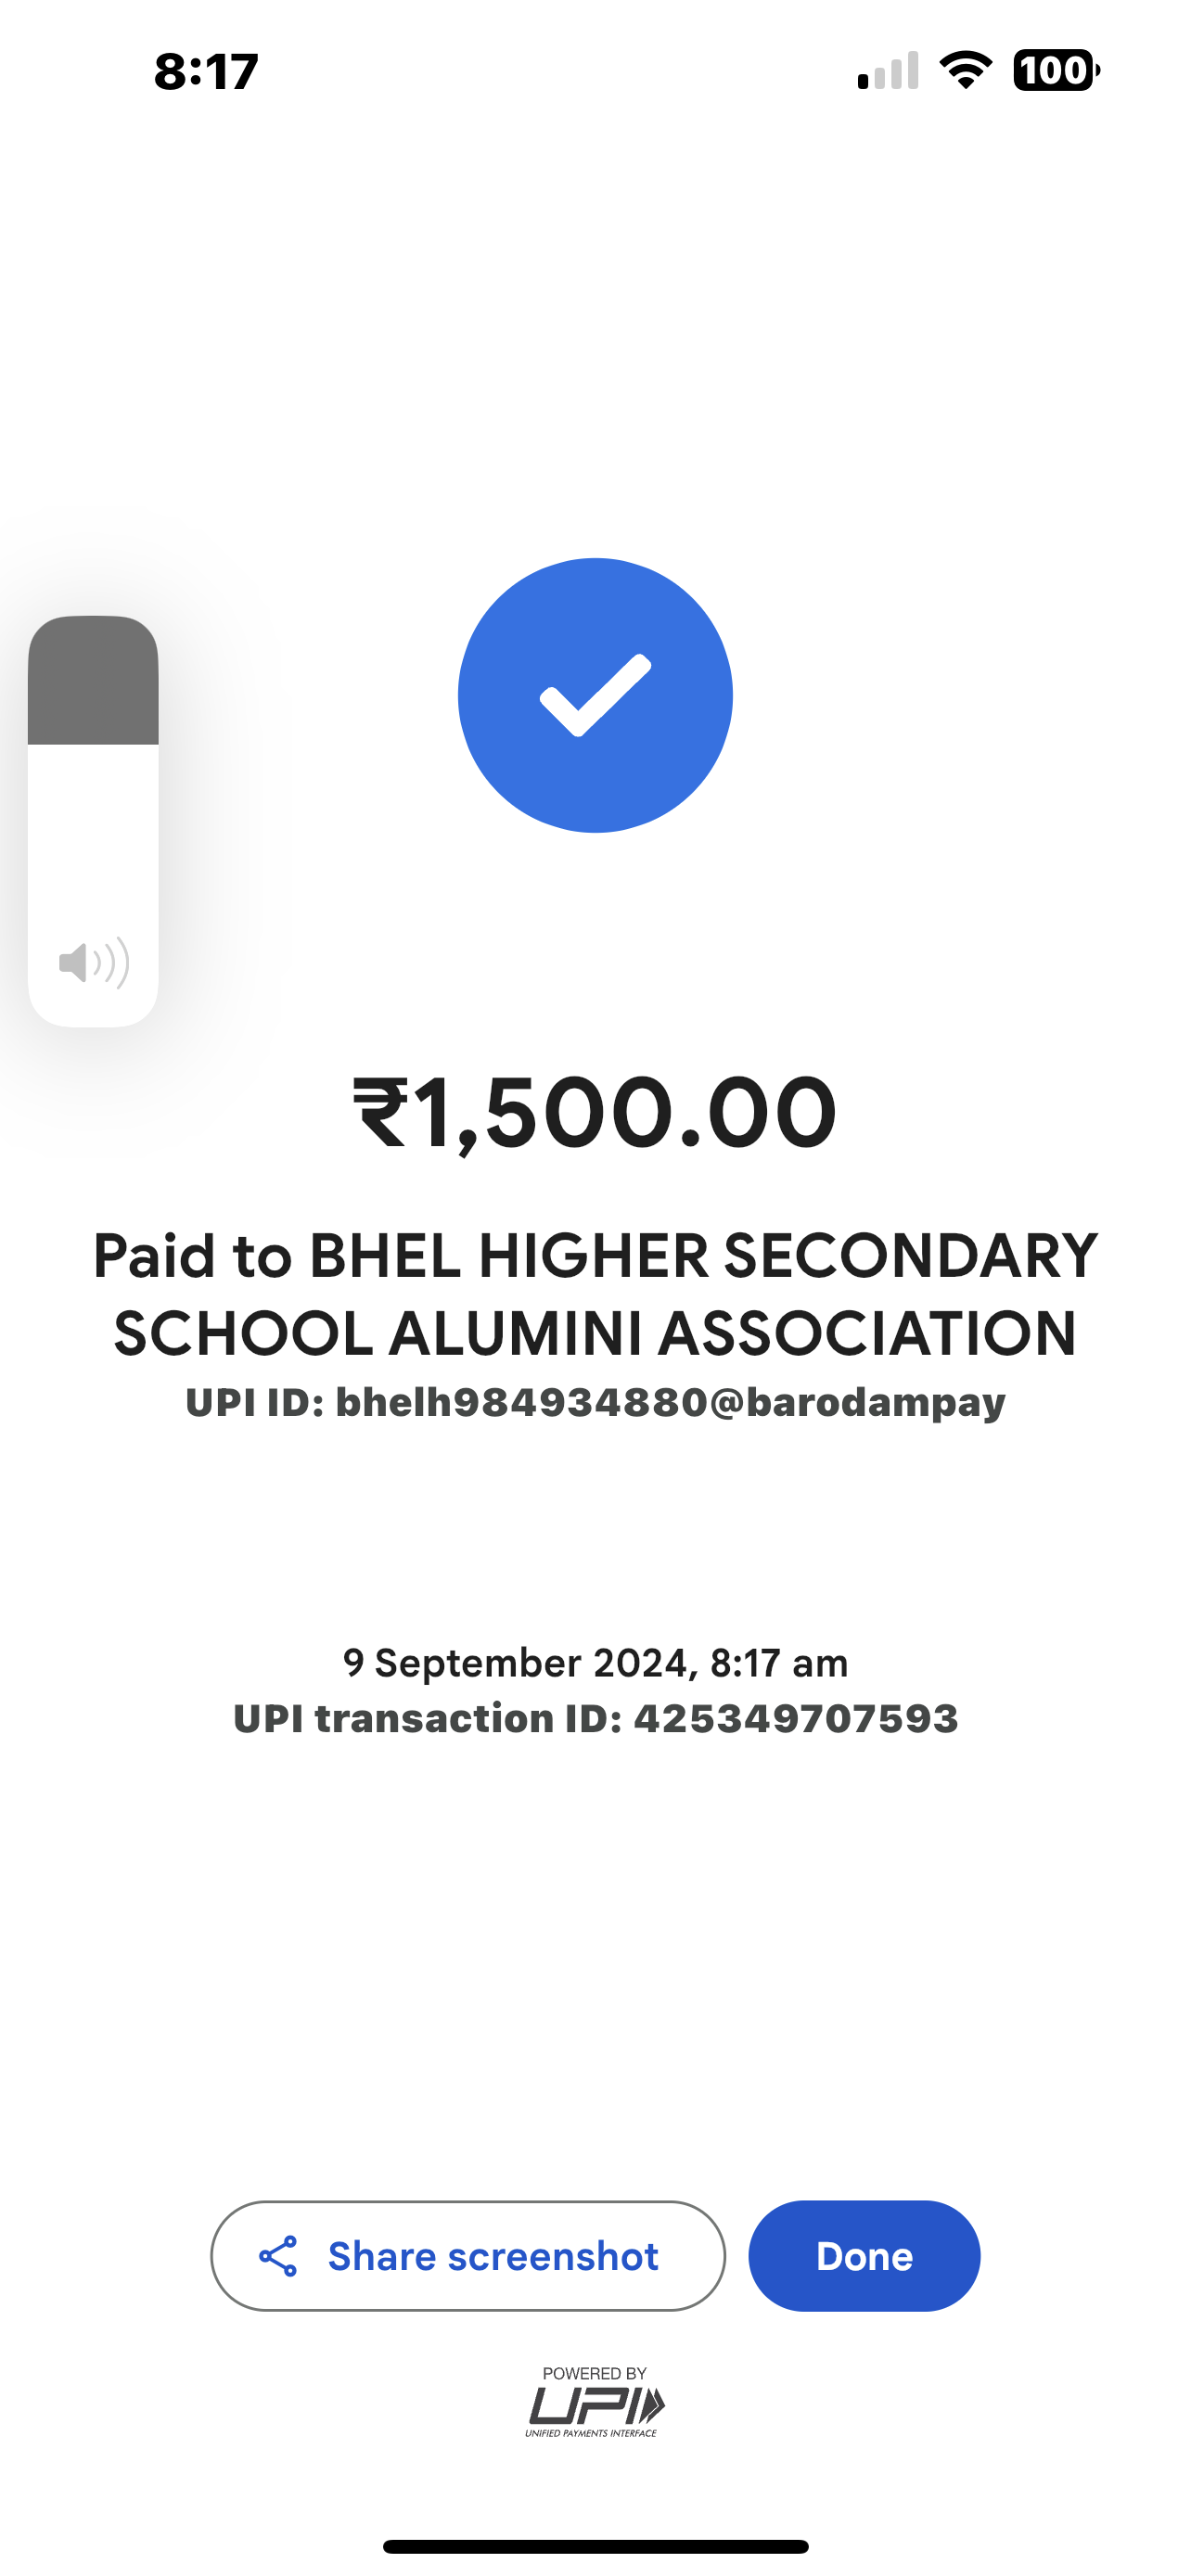 8:17
100
₹1,500.00
Paid to BHEL HIGHER SECONDARY
SCHOOL ALUMINI ASSOCIATION
UPI ID: bhelh984934880@barodampay
9 September 2024, 8:17 am
UPI transaction ID: 425349707593
Share screenshot
Done
POWERED BY
UPI
UNIFIED PAYMENTS INTERFACE